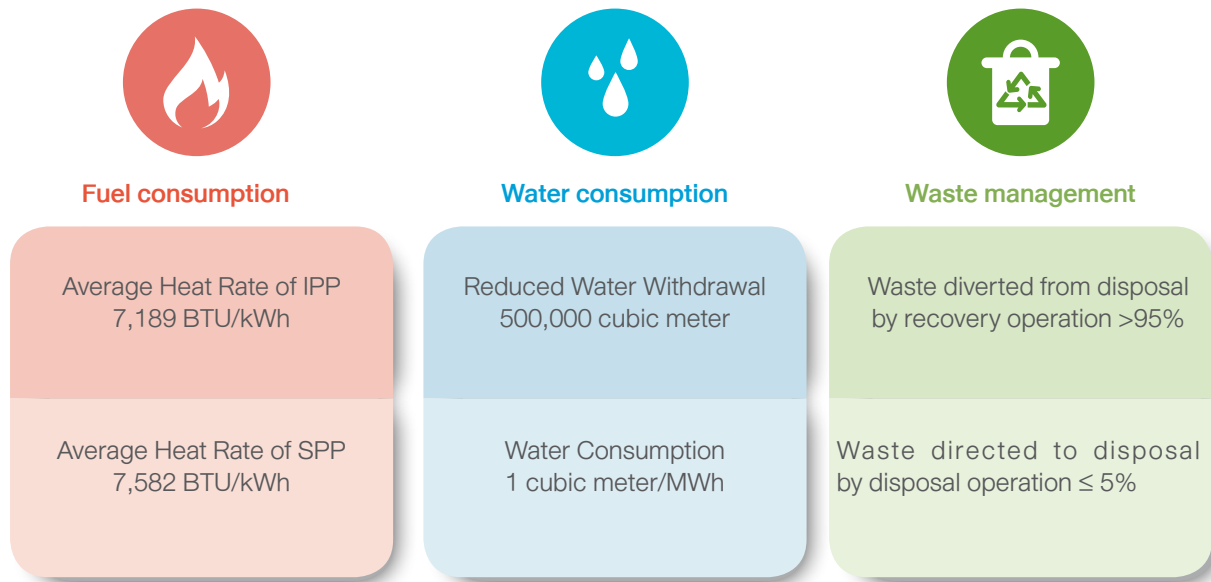 Fuel consumption
Average Heat Rate of IPP
7,189 BTU/kWh
Average Heat Rate of SPP
7,582 BTU/kWh
Water consumption
Reduced Water Withdrawal
500,000 cubic meter
Water Consumption
1 cubic meter/MWh
Waste management
Waste diverted from disposal
by recovery operation >95%
Waste directed to disposal
by disposal operation ≤ 5%